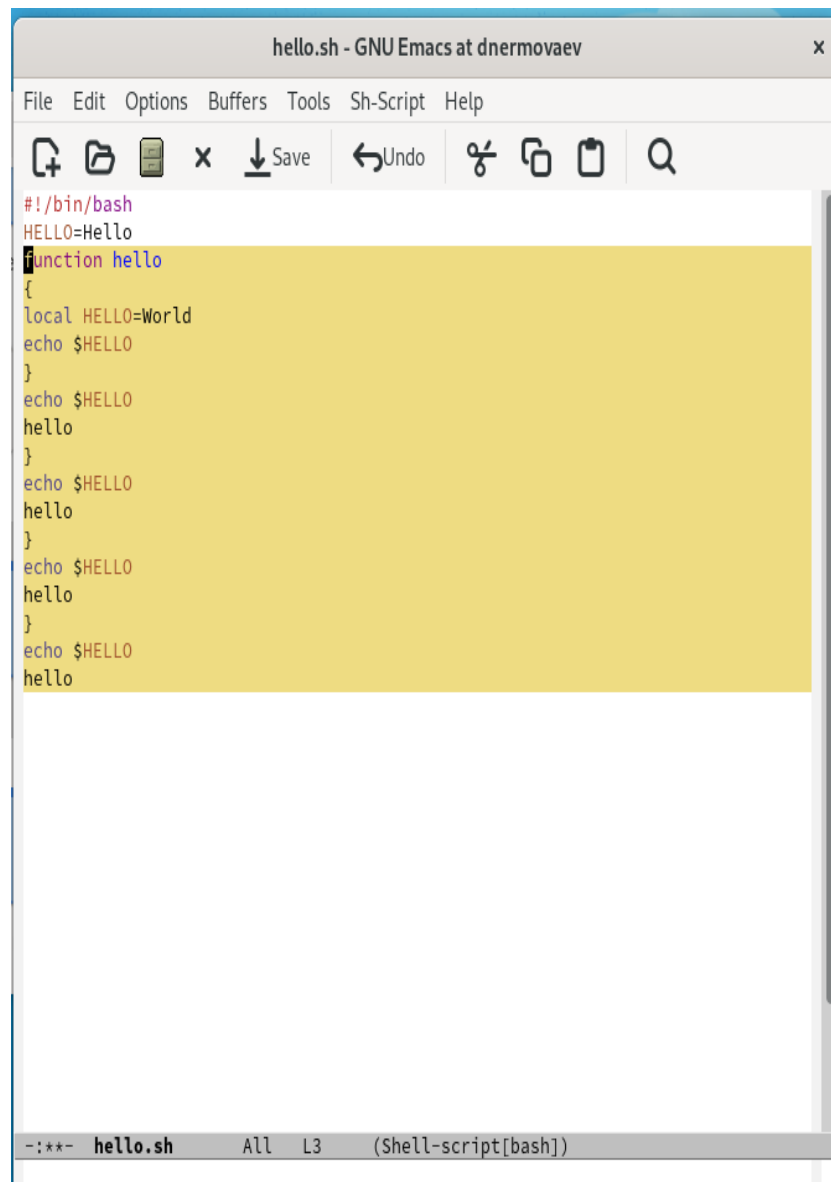 hello.sh - GNU Emacs at dnermovaev
File Edit Options Buffers Tools Sh-Script Help
Save Undo
#!/bin/bash
HELLO=Hello
function hello
{
local HELLO=World
echo $HELLO
}
echo $HELLO
hello
}
echo $HELLO
hello
}
echo $HELLO
hello
}
echo $HELLO
hello
-:**- hello.sh All L3 (Shell-script[bash])